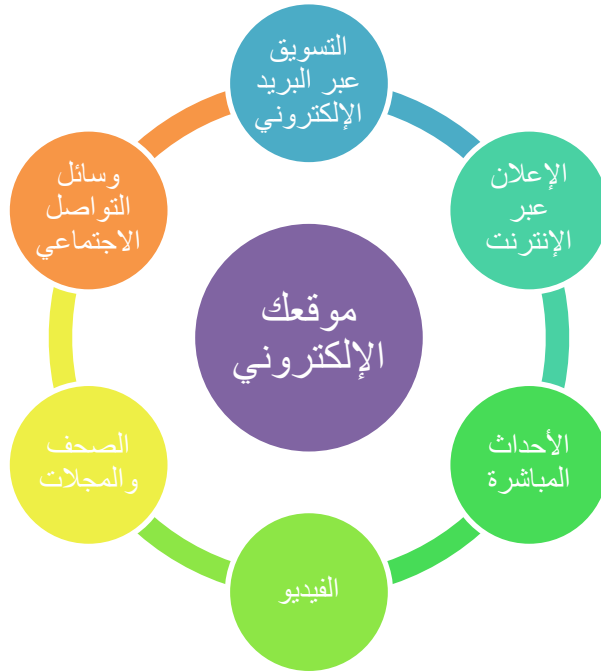 التسويق
عبر البريد
الإلكتروني
الإعلان
عبر
الإنترنت
الأحداث
المباشرة
الفيديو
الصحف
والمجلات
وسائل
التواصل
الاجتماعي
موقعك
الإلكتروني